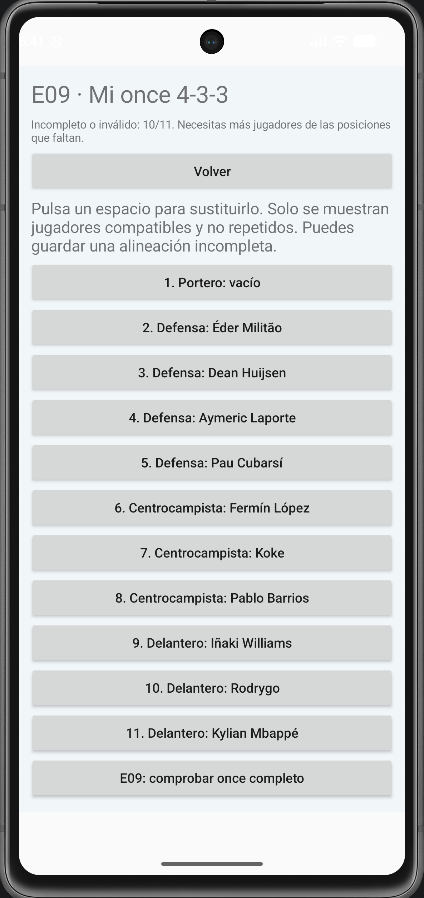 E09 · Mi once 4-3-3
Incompleto o inválido: 10/11. Necesitas más jugadores de las posiciones
que faltan.
Volver
Pulsa un espacio para sustituirlo. Solo se muestran
jugadores compatibles y no repetidos. Puedes
guardar una alineación incompleta.
1. Portero: vacío
2. Defensa: Éder Militão
3. Defensa: Dean Huijsen
4. Defensa: Aymeric Laporte
5. Defensa: Pau Cubarsí
6. Centrocampista: Fermín López
7. Centrocampista: Koke
8. Centrocampista: Pablo Barrios
9. Delantero: Iñaki Williams
10. Delantero: Rodrygo
11. Delantero: Kylian Mbappé
E09: comprobar once completo